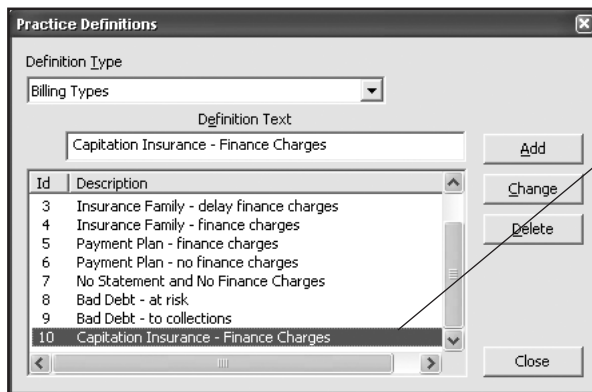 Practice Definitions
Definition Type
Billing Types
Definition Text
Capitation Insurance - Finance Charges
Add
Id Description
Change
3 Insurance Family - delay finance charges
4 Insurance Family - finance charges
Delete
5 Payment Plan - finance charges
6 Payment Plan - no finance charges
7 No Statement and No Finance Charges
8 Bad Debt - at risk
9 Bad Debt - to collections
10 Capitation Insurance - Finance Charges
Close